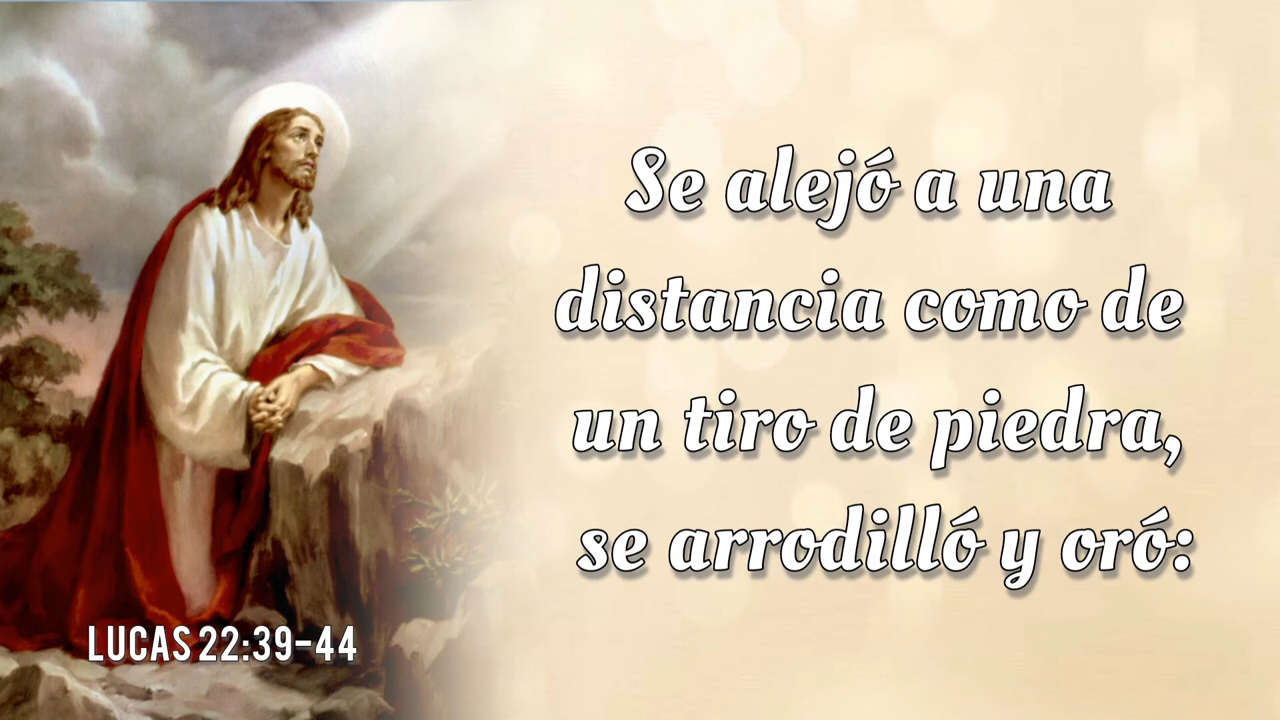 Se alejó a una
distancia como de
un tiro de piedra,
se arrodilló y oró:
LUCAS 22:39-44